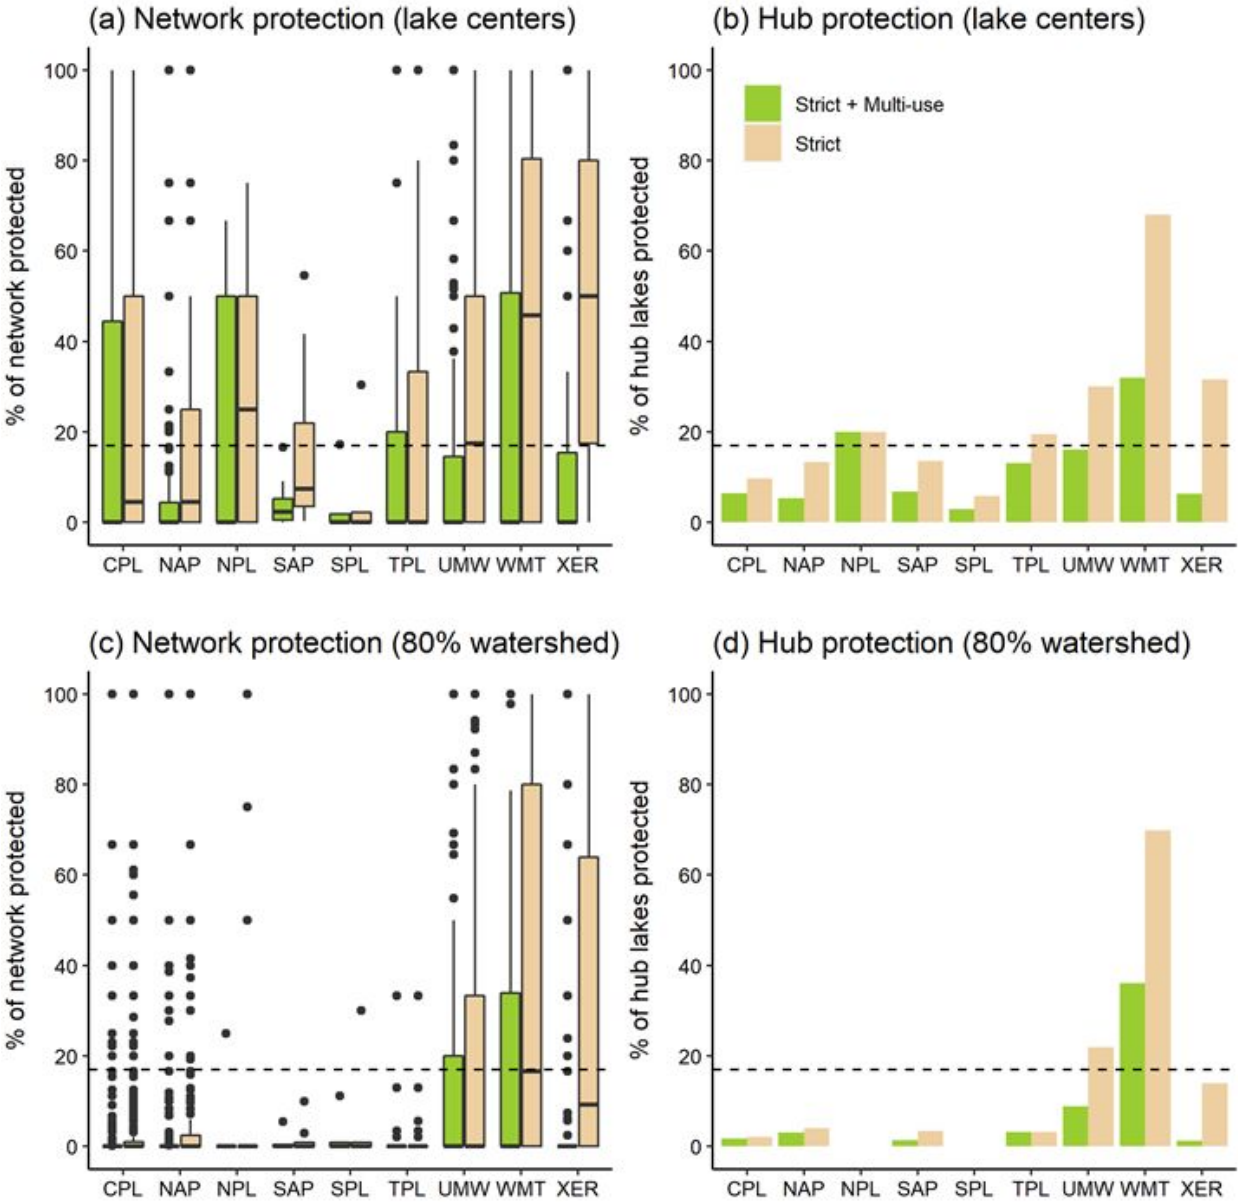 (a) Network protection (lake centers)
% of network protected
100
80
60
40
20
0
CPL NAP NPL SAP SPL TPL UMW WMT XER
(b) Hub protection (lake centers)
% of hub lakes protected
100
80
60
40
20
0
Strict + Multi-use
Strict
CPL NAP NPL SAP SPL TPL UMW WMT XER
(c) Network protection (80% watershed)
% of network protected
100
80
60
40
20
0
CPL NAP NPL SAP SPL TPL UMW WMT XER
(d) Hub protection (80% watershed)
% of hub lakes protected
100
80
60
40
20
0
CPL NAP NPL SAP SPL TPL UMW WMT XER